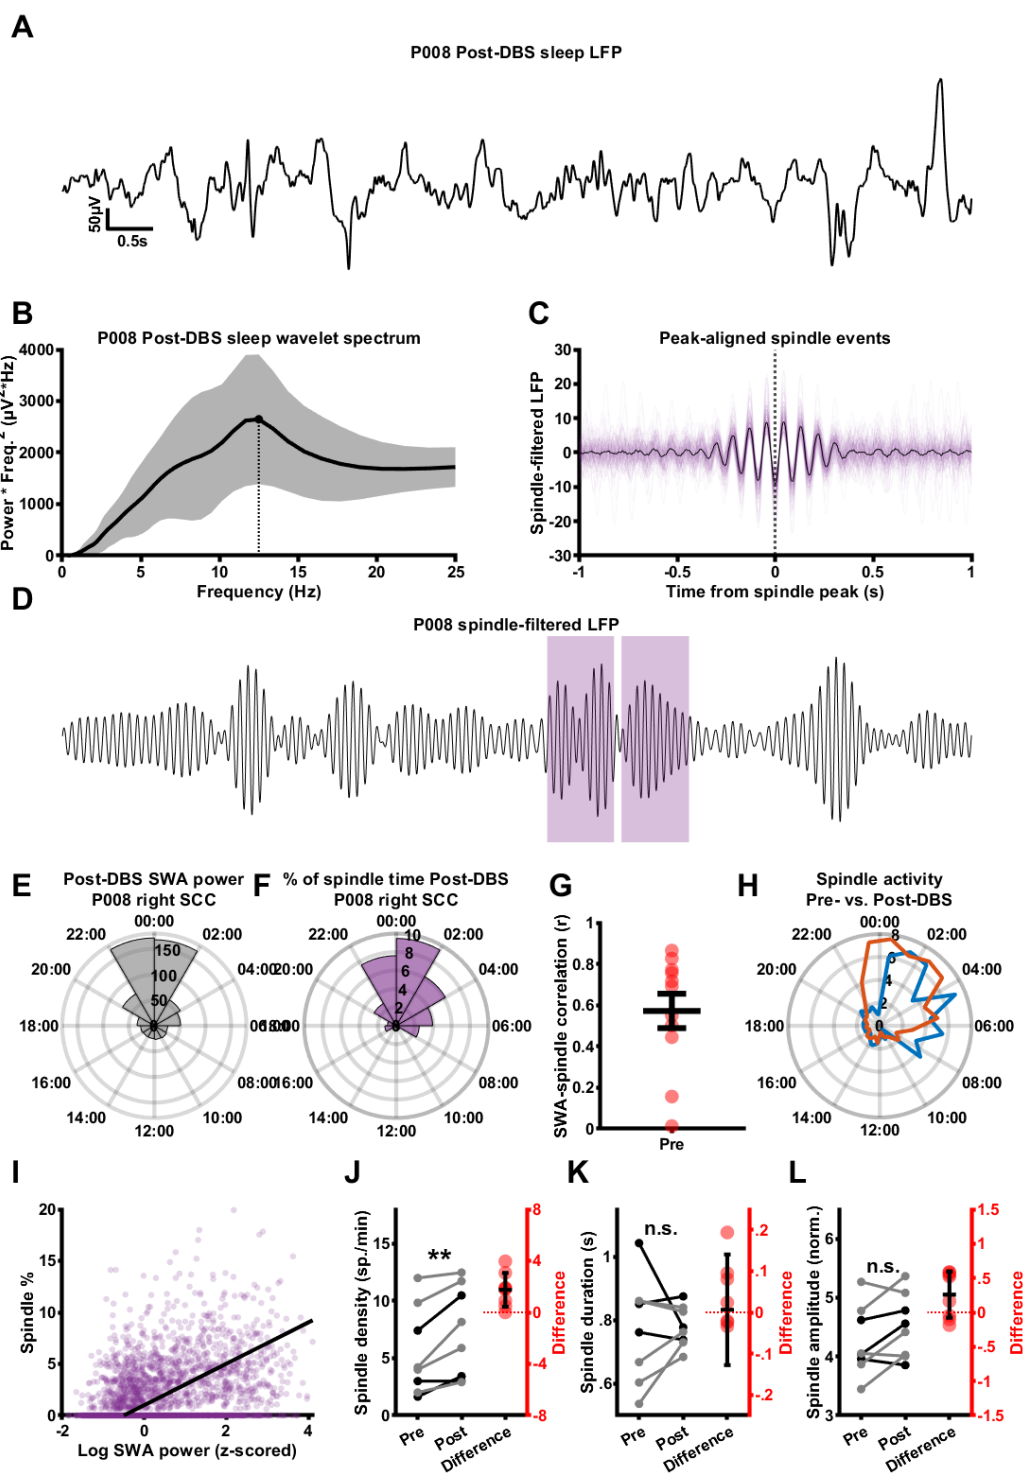 A
P008 Post-DBS sleep LFP
50µV
0.5s
B
P008 Post-DBS sleep wavelet spectrum
Power * Freq.² (µV²*Hz)
4000
3000
2000
1000
0
0 5 10 15 20 25
Frequency (Hz)
C
Peak-aligned spindle events
Spindle-filtered LFP
30
20
10
0
-10
-20
-30
-1 -0.5 0 0.5 1
Time from spindle peak (s)
D
P008 spindle-filtered LFP
E
Post-DBS SWA power
P008 right SCC
00:00
22:00 02:00
20:00 04:00
18:00 06:00
16:00 08:00
14:00 10:00
12:00
150
100
50
0
F
% of spindle time Post-DBS
P008 right SCC
00:00
22:00 02:00
20:00 04:00
18:00 06:00
16:00 08:00
14:00 10:00
12:00
10
8
6
4
2
0
G
SWA-spindle correlation (r)
1
0.8
0.6
0.4
0.2
0
Pre
H
Spindle activity
Pre- vs. Post-DBS
00:00
22:00 02:00
20:00 04:00
18:00 06:00
16:00 08:00
14:00 10:00
12:00
8
6
4
2
0
I
Spindle %
20
15
10
5
0
-2 0 2 4
Log SWA power (z-scored)
J
Spindle density (sp./min)
15
10
5
0
**
8
4
0
-4
-8
Difference
Pre Post Difference
K
Spindle duration (s)
1
.8
.6
n.s.
.2
.1
0
-.1
-.2
Difference
Pre Post Difference
L
Spindle amplitude (norm.)
6
5
4
3
n.s.
1.5
1
.5
0
-.5
-1
-1.5
Difference
Pre Post Difference